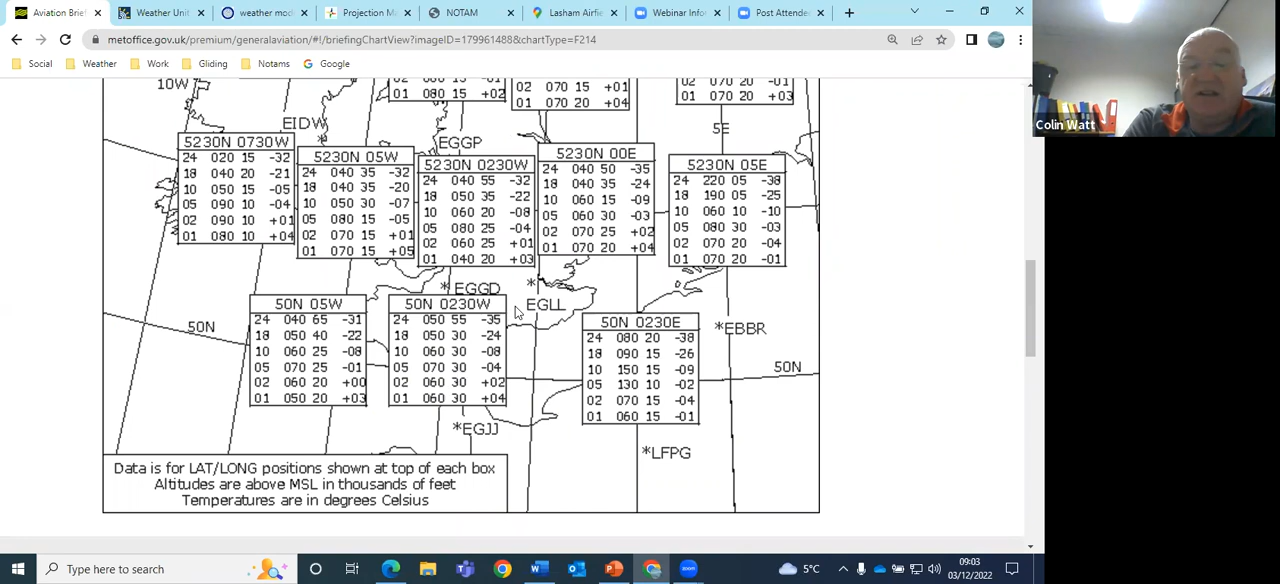 Aviation Brief
Weather Unit
weather mod
Projection Ma
NOTAM
Lasham Airfie
Webinar Infor
Post Attende
metoffice.gov.uk/premium/generalaviation/#!/briefingChartView?imageID=179961488&chartType=F214
Social Weather Work Gliding Notams Google
Colin Watt
10W
01 080 15 +02
02 070 15 +01
01 070 20 +04
01 070 20 +03
EIDW
EGGP
5E
5230N 0730W
24 020 15 -32
18 040 20 -21
10 050 15 -05
05 090 10 -04
02 090 10 +01
01 080 10 +04
5230N 05W
24 040 35 -32
18 040 35 -20
10 050 30 -07
05 080 15 -05
02 070 15 +01
01 070 15 +05
5230N 0230W
24 040 55 -32
18 050 35 -22
10 060 20 -08
05 080 25 -04
02 060 25 +01
01 040 20 +03
5230N 00E
24 040 50 -35
18 040 35 -24
10 060 15 -09
05 060 30 -03
02 070 25 +02
01 070 20 +04
5230N 05E
24 220 05 -38
18 190 05 -25
10 060 10 -10
05 080 30 -03
02 070 20 -04
01 070 20 -01
* EGGD
*
EGLL
50N
50N 05W
24 040 65 -31
18 050 40 -22
10 060 25 -08
05 070 25 -01
02 060 20 +00
01 050 20 +03
50N 0230W
24 050 55 -35
18 050 30 -24
10 060 30 -08
05 070 30 -04
02 060 30 +02
01 060 30 +04
50N 0230E
24 080 20 -38
18 090 15 -26
10 150 15 -09
05 130 10 -02
02 070 15 -04
01 060 15 -01
*EBBR
50N
*EGJJ
*LFPG
Data is for LAT/LONG positions shown at top of each box
Altitudes are above MSL in thousands of feet
Temperatures are in degrees Celsius
Type here to search
5°C
09:03
03/12/2022